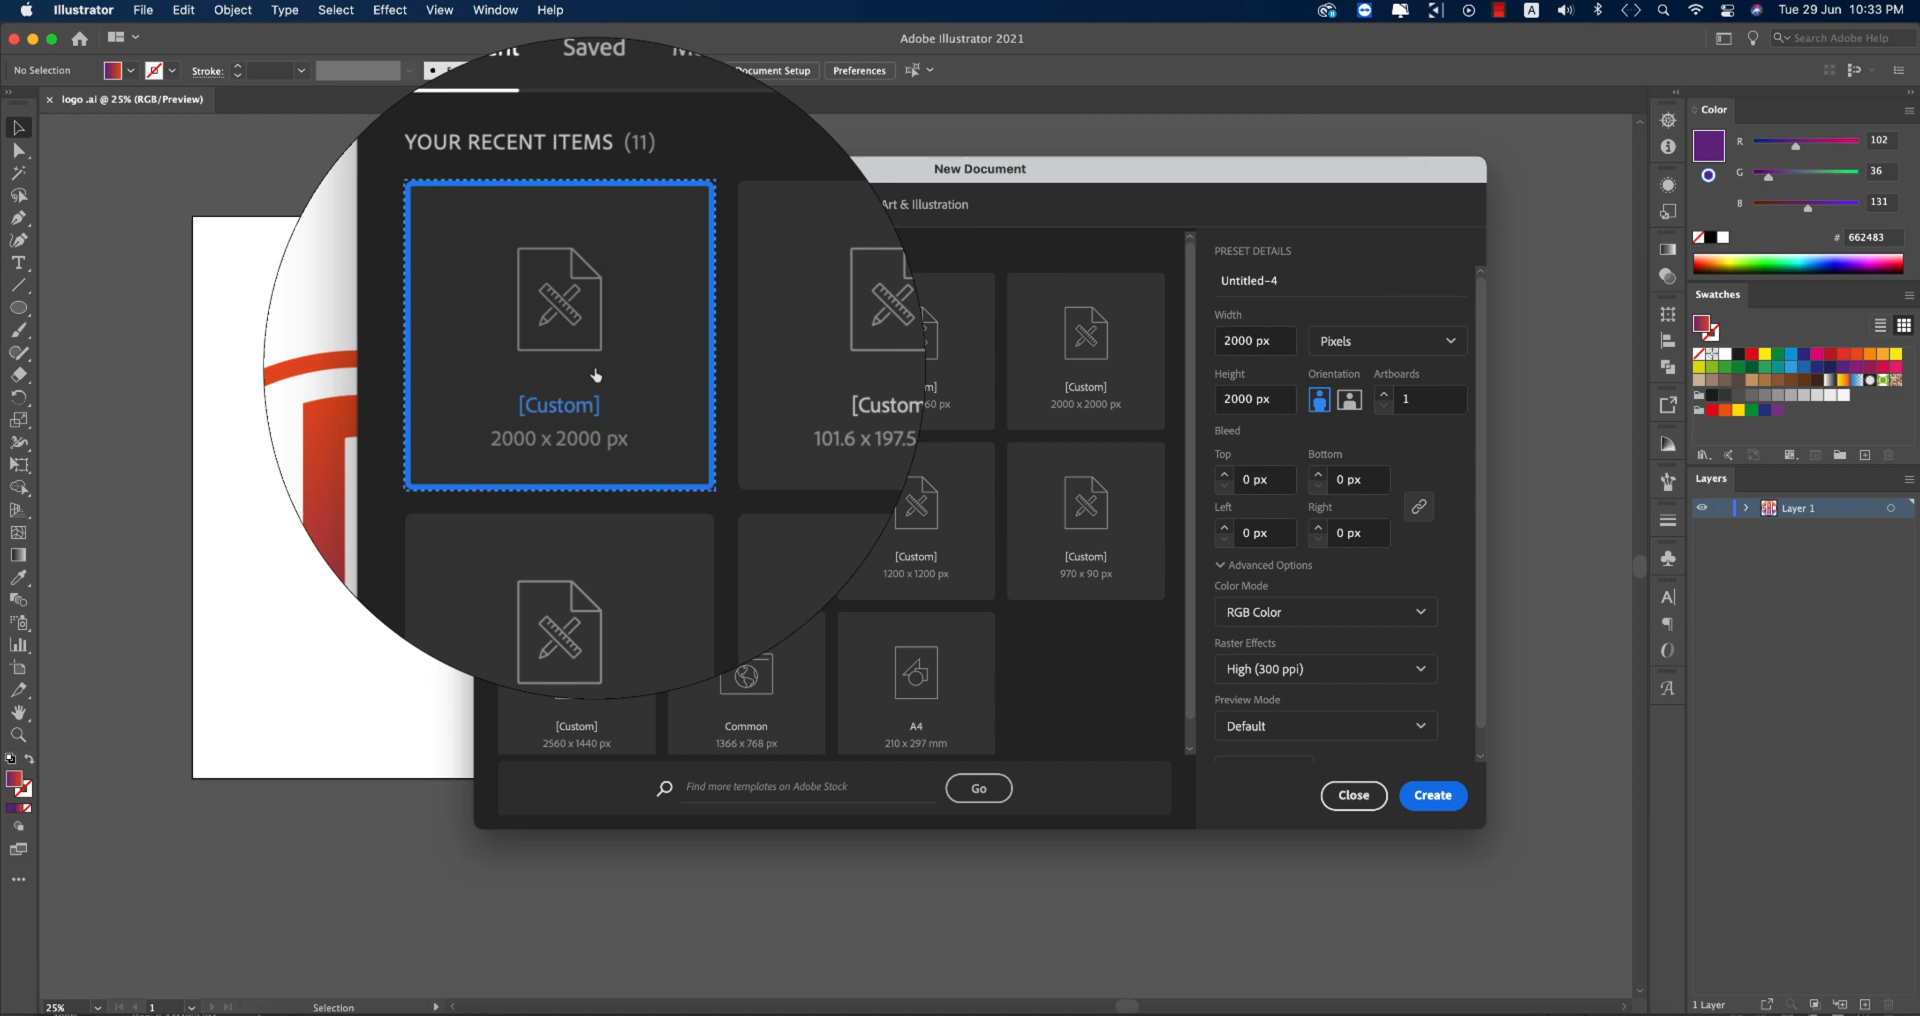 Illustrator File Edit Object Type Select Effect View Window Help
Tue 29 Jun 10:33 PM
Adobe Illustrator 2021
Search Adobe Help
No Selection
Stroke:
Document Setup
Preferences
logo .ai @ 25% (RGB/Preview)
Saved
YOUR RECENT ITEMS (11)
[Custom]
2000 x 2000 px
101.6 x 197.5
New Document
Art & Illustration
[Custom]
2000 x 2000 px
[Custom]
1200 x 1200 px
[Custom]
970 x 90 px
[Custom]
2560 x 1440 px
Common
1366 x 768 px
A4
210 x 297 mm
Find more templates on Adobe Stock
Go
PRESET DETAILS
Untitled-4
Width
2000 px
Pixels
Height
Orientation
Artboards
2000 px
1
Bleed
Top
Bottom
0 px
0 px
Left
Right
0 px
0 px
Advanced Options
Color Mode
RGB Color
Raster Effects
High (300 ppi)
Preview Mode
Default
Close
Create
Color
R 102
G 36
B 131
# 662483
Swatches
Layers
Layer 1
1 Layer
25%
1
Selection